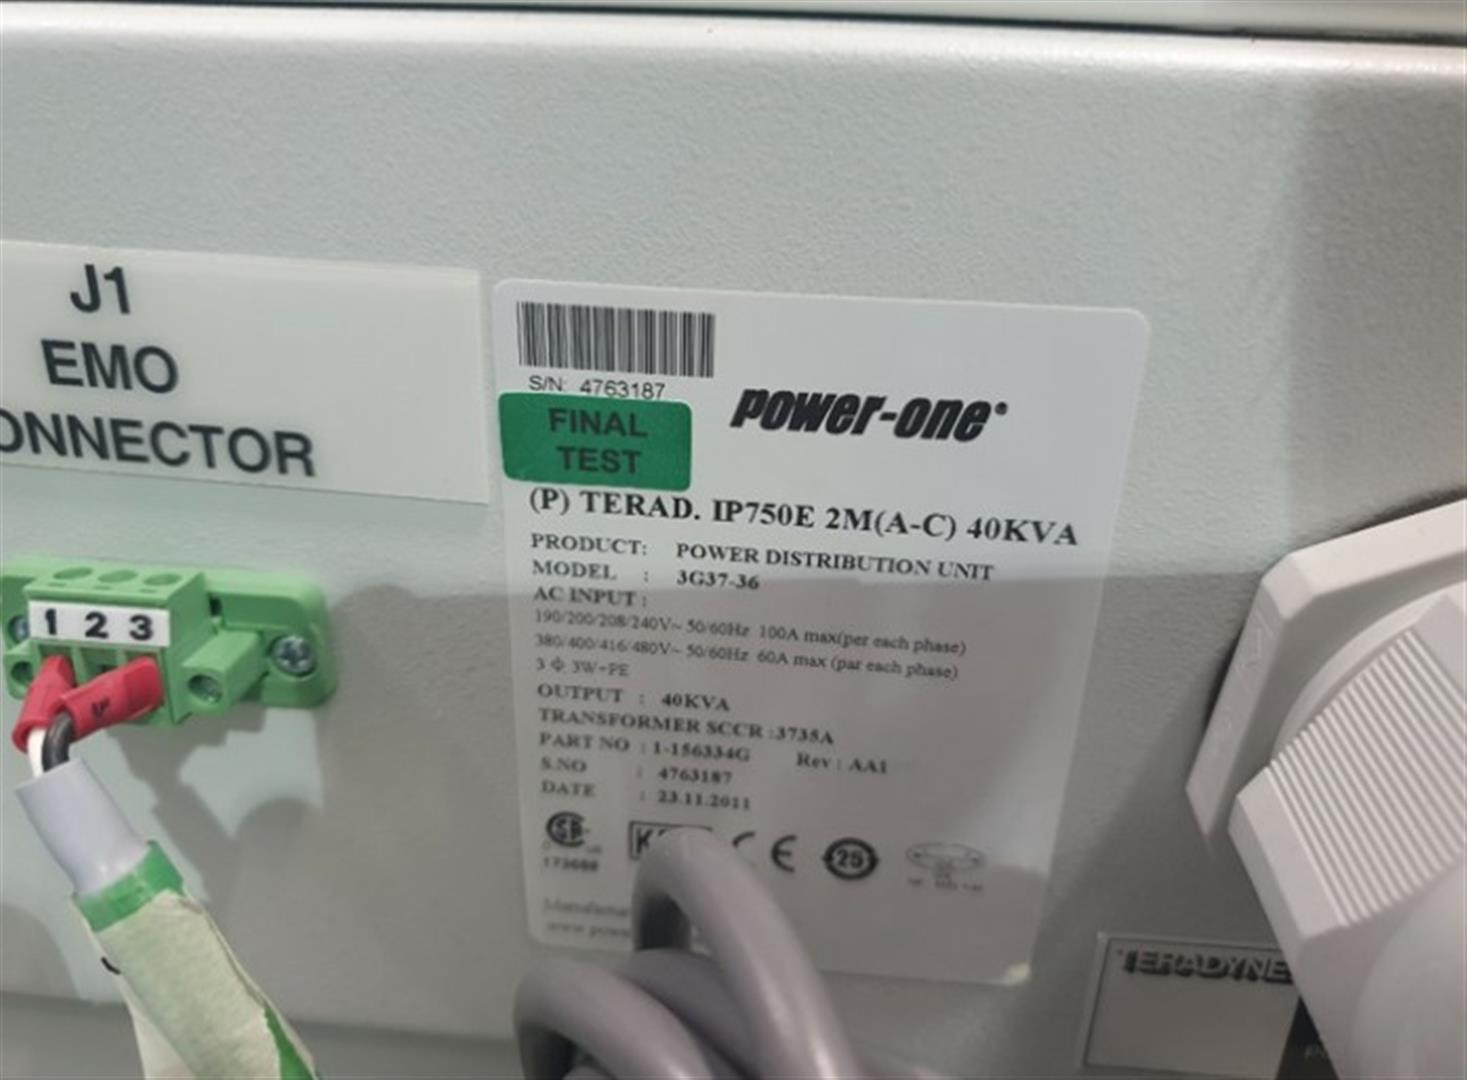 J1
EMO
ONNECTOR
1 2 3
S/N: 4763187
FINAL
TEST
power-one®
(P) TERAD. IP750E 2M(A-C) 40KVA
PRODUCT: POWER DISTRIBUTION UNIT
MODEL : 3G37-36
AC INPUT :
190/200/208/240V~ 50/60Hz 100A max(per each phase)
380/400/416/480V~ 50/60Hz 60A max (par each phase)
3 Φ 3W+PE
OUTPUT : 40KVA
TRANSFORMER SCCR :3735A
PART NO : 1-156334G Rev : AA1
S.NO : 4763187
DATE : 23.11.2011
CE 25
TERADYNE